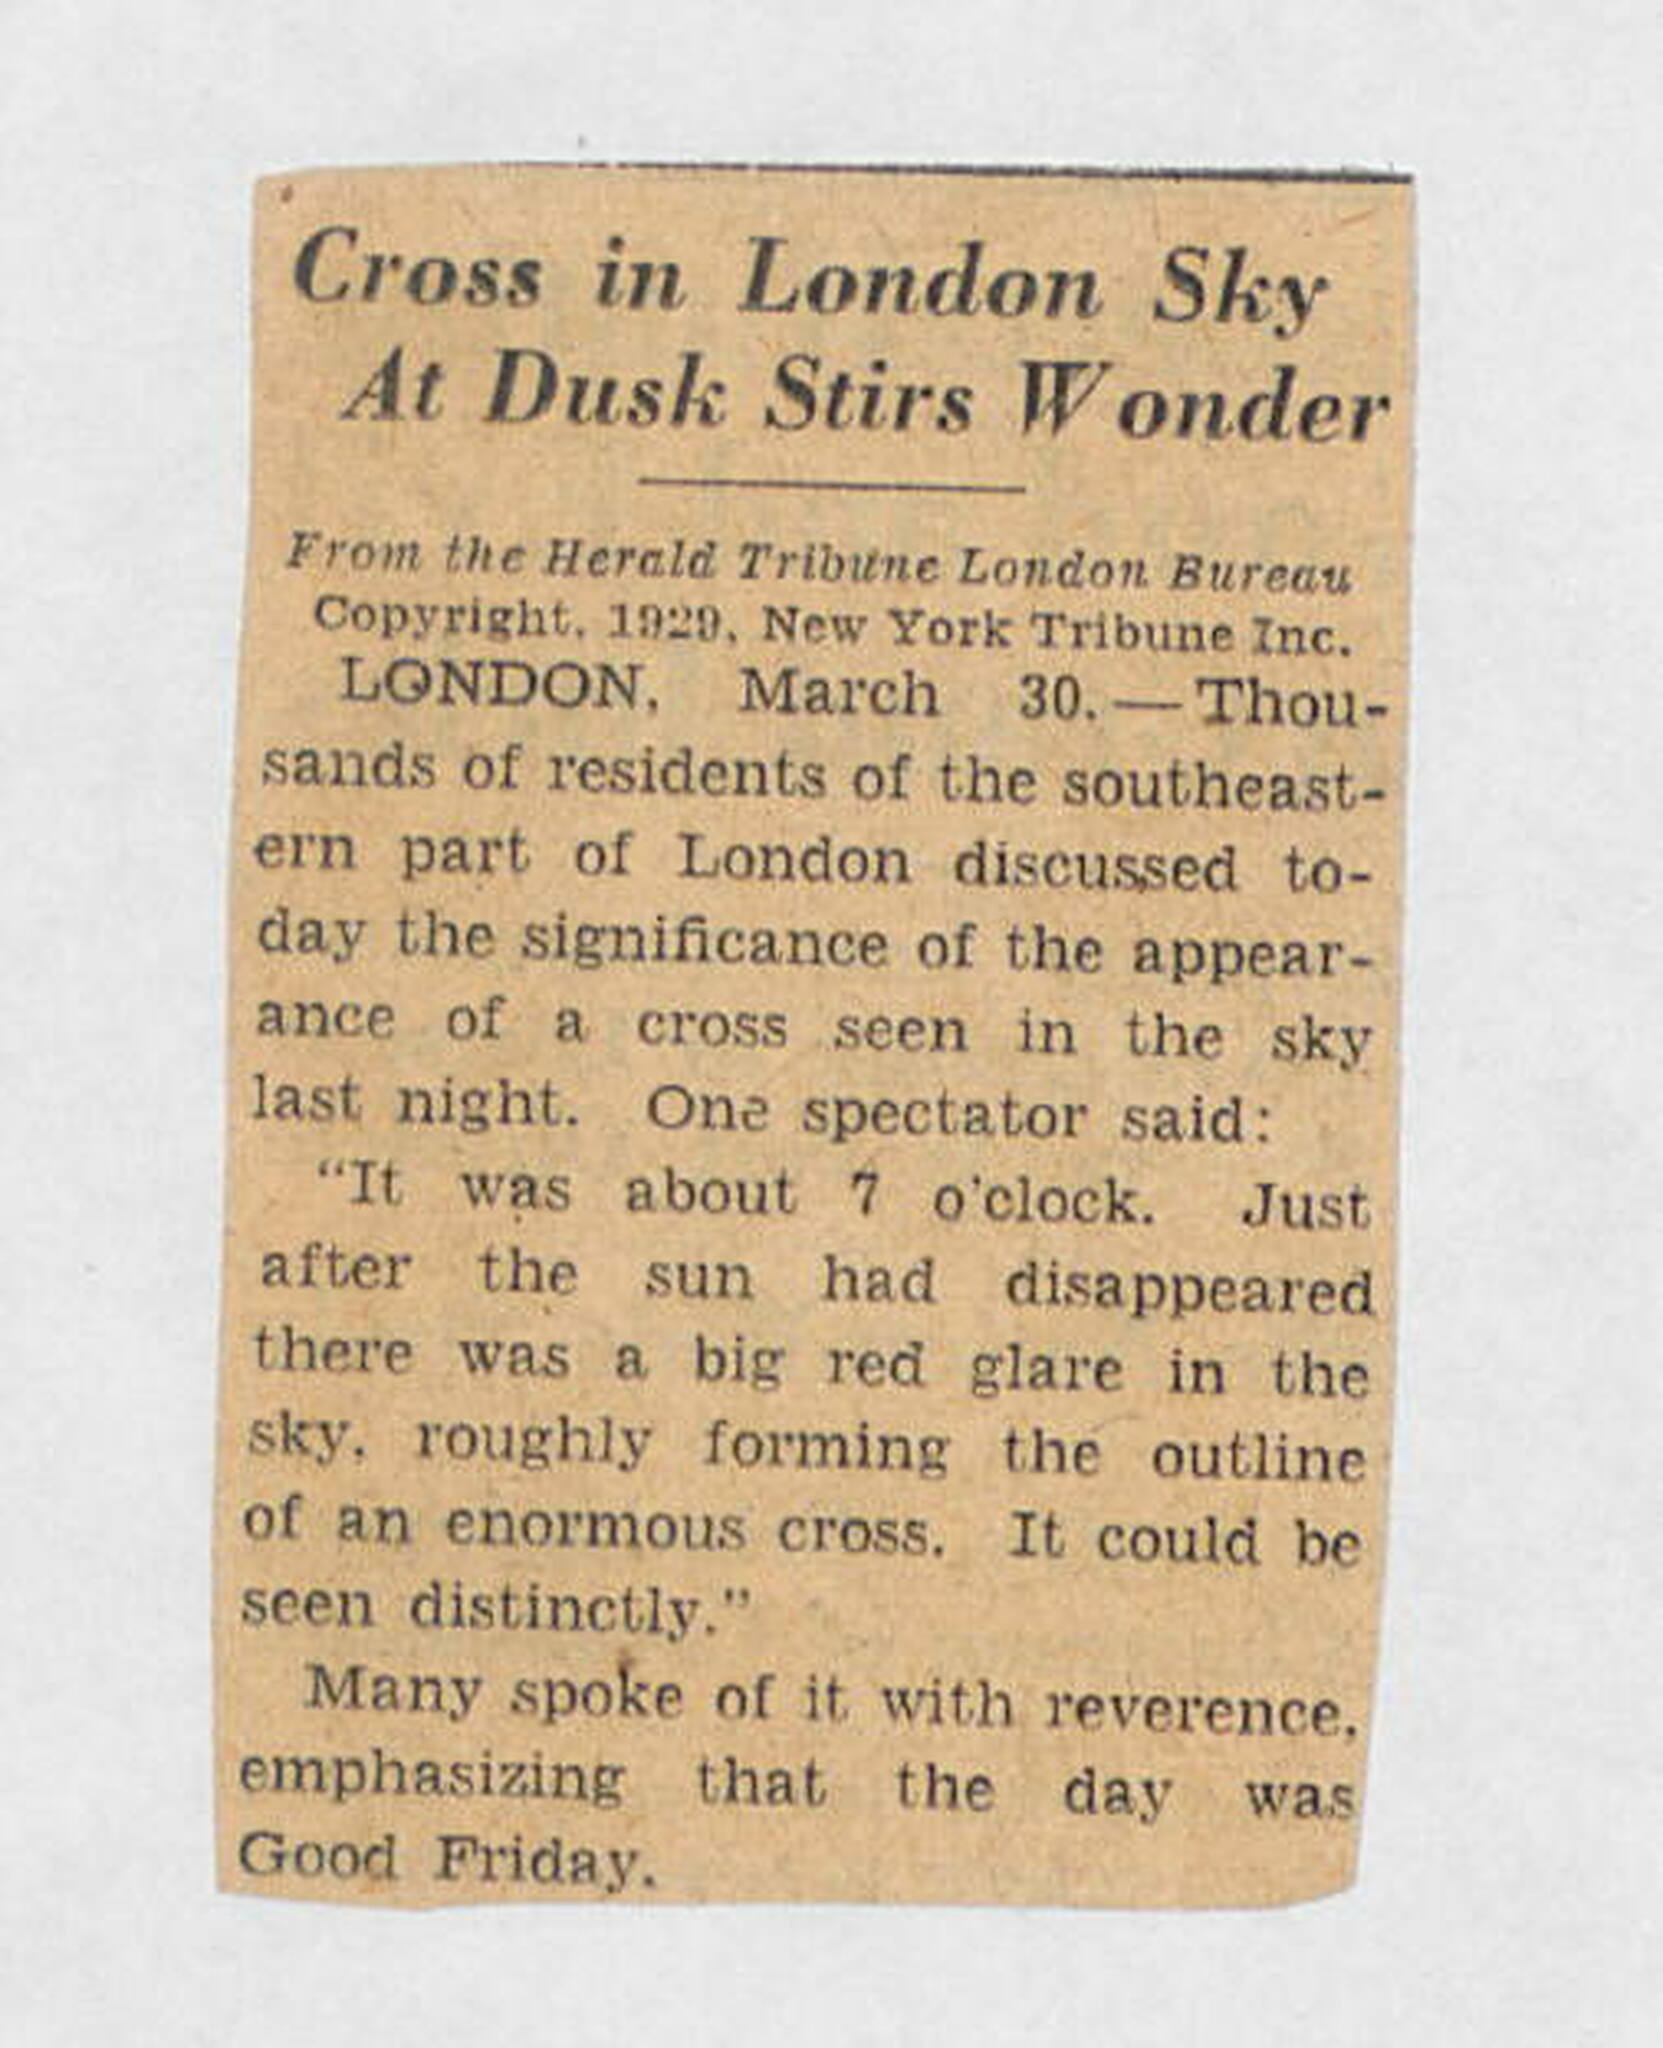 Cross in London Sky
At Dusk Stirs Wonder
From the Herald Tribune London Bureau
Copyright, 1929, New York Tribune Inc.
LONDON, March 30.—Thou-
sands of residents of the southeast-
ern part of London discussed to-
day the significance of the appear-
ance of a cross seen in the sky
last night. One spectator said:
“It was about 7 o'clock. Just
after the sun had disappeared
there was a big red glare in the
sky, roughly forming the outline
of an enormous cross. It could be
seen distinctly.”
Many spoke of it with reverence,
emphasizing that the day was
Good Friday.